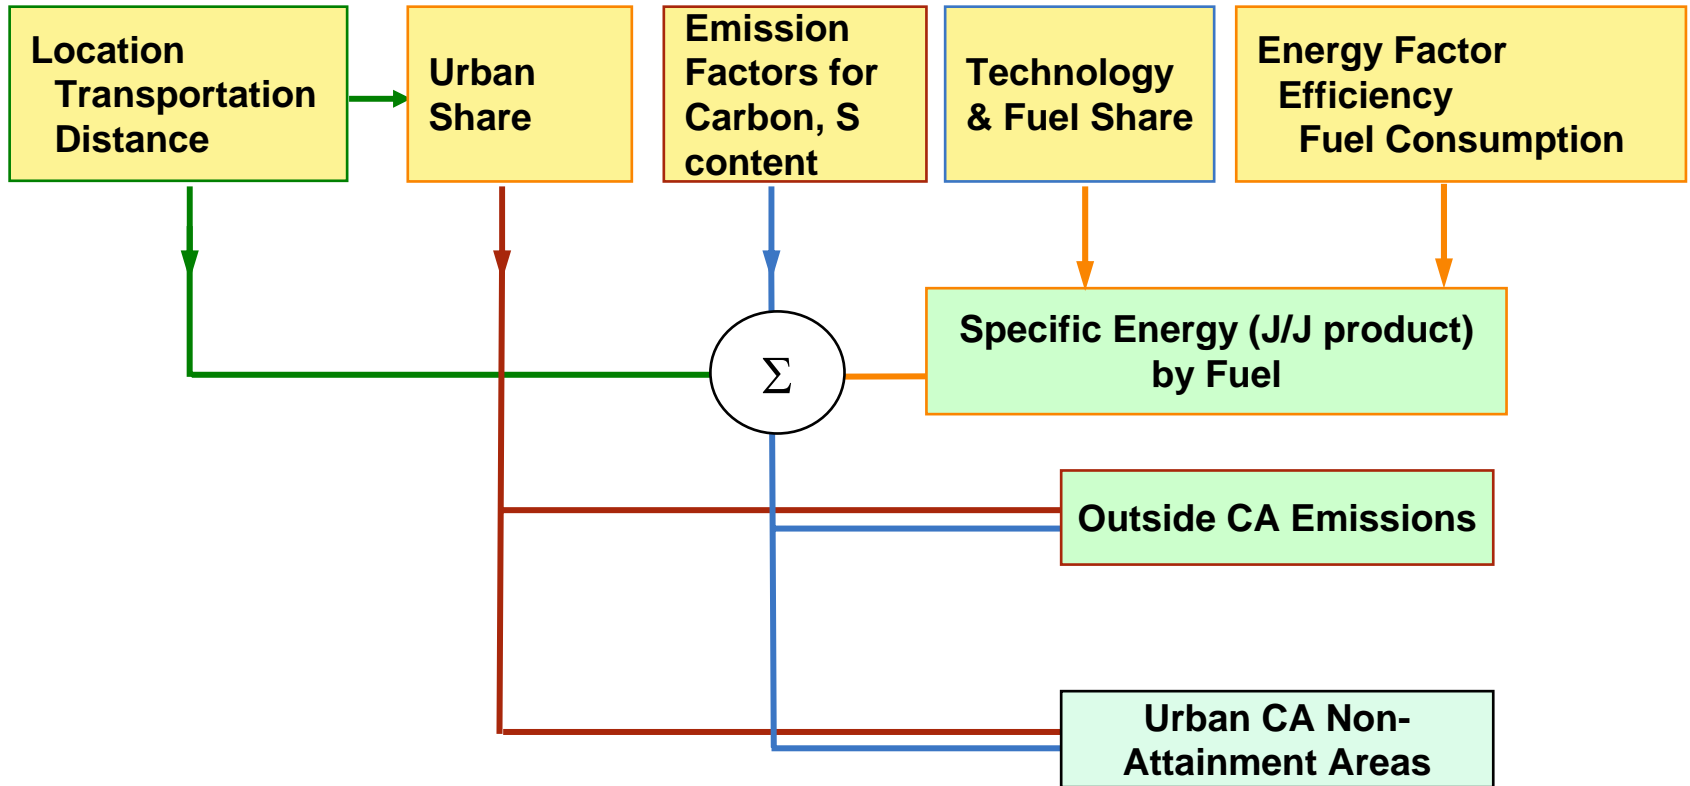 Location
Transportation
Distance
Urban
Share
Emission
Factors for
Carbon, S
content
Technology
& Fuel Share
Energy Factor
Efficiency
Fuel Consumption
Specific Energy (J/J product)
by Fuel
Σ
Outside CA Emissions
Urban CA Non-
Attainment Areas